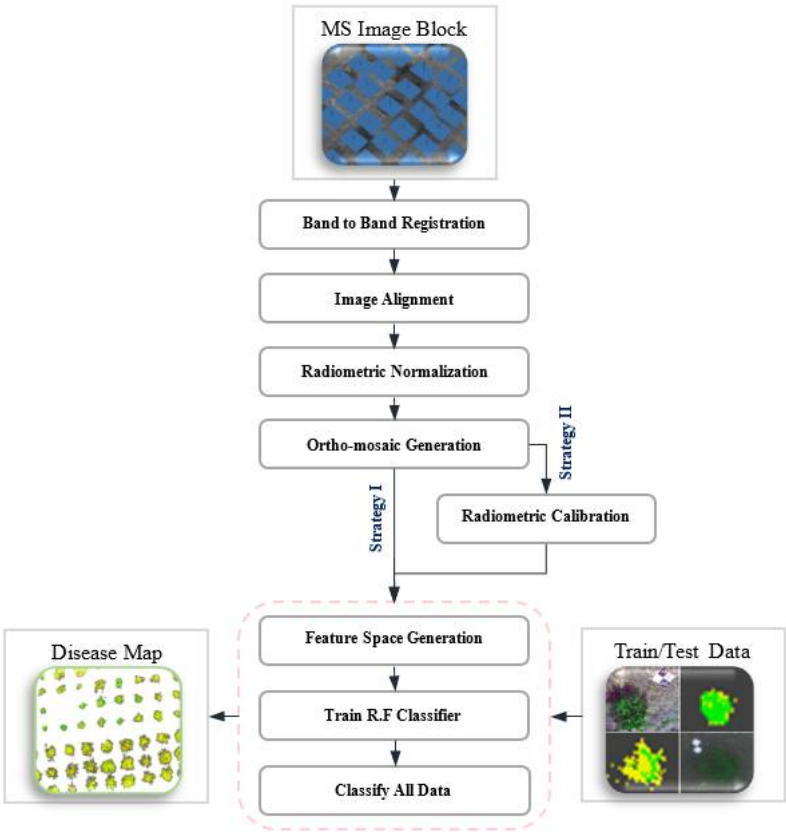 MS Image Block
Band to Band Registration
Image Alignment
Radiometric Normalization
Ortho-mosaic Generation
Strategy I
Strategy II
Radiometric Calibration
Feature Space Generation
Train R.F Classifier
Classify All Data
Disease Map
Train/Test Data